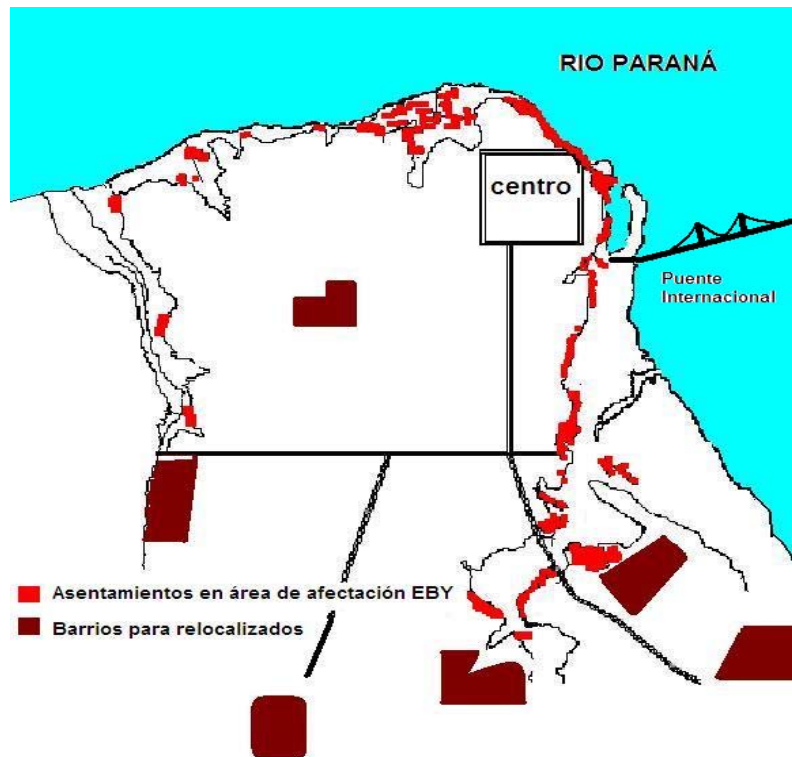 RIO PARANÁ
centro
Puente
Internacional
Asentamientos en área de afectación EBY
Barrios para relocalizados